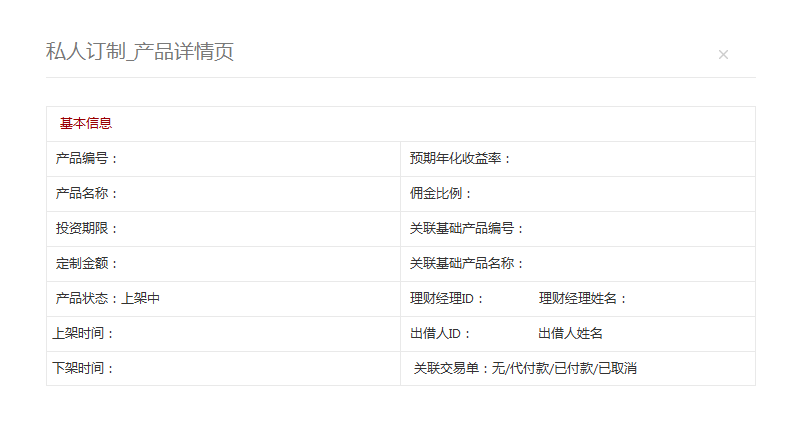 私人订制_产品详情页
×
基本信息
产品编号： 预期年化收益率：
产品名称： 佣金比例：
投资期限： 关联基础产品编号：
定制金额： 关联基础产品名称：
产品状态：上架中 理财经理ID： 理财经理姓名：
上架时间： 出借人ID： 出借人姓名
下架时间： 关联交易单：无/代付款/已付款/已取消